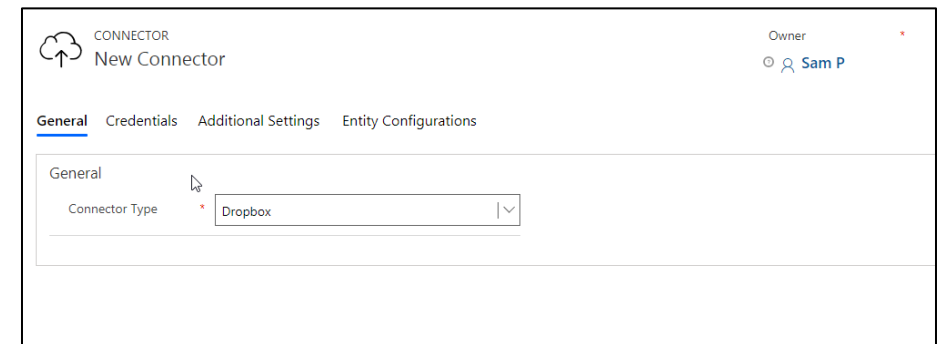 CONNECTOR
New Connector
Owner *
Sam P
General Credentials Additional Settings Entity Configurations
General
Connector Type * Dropbox